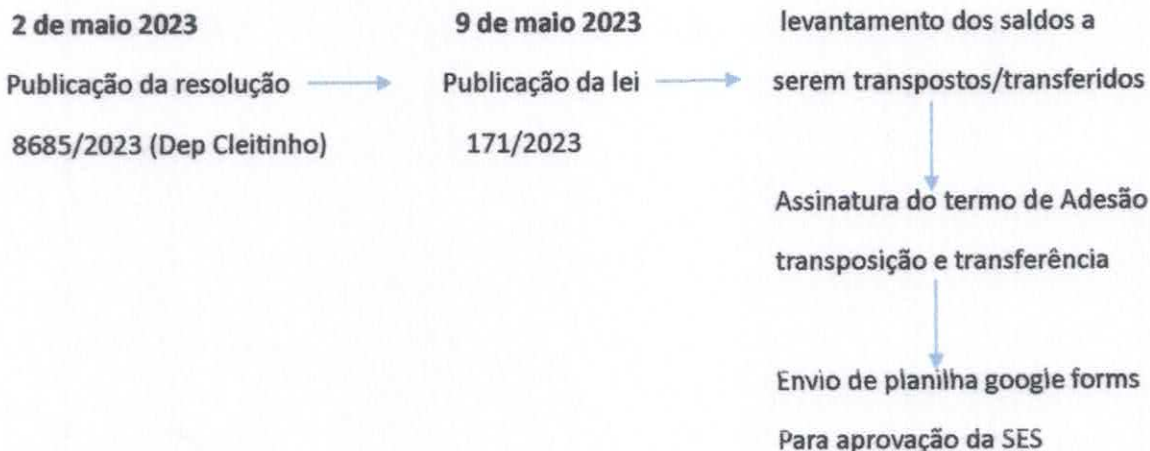 2 de maio 2023
Publicação da resolução
8685/2023 (Dep Cleitinho)
9 de maio 2023
Publicação da lei
171/2023
levantamento dos saldos a
serem transpostos/transferidos
Assinatura do termo de Adesão
transposição e transferência
Envio de planilha google forms
Para aprovação da SES